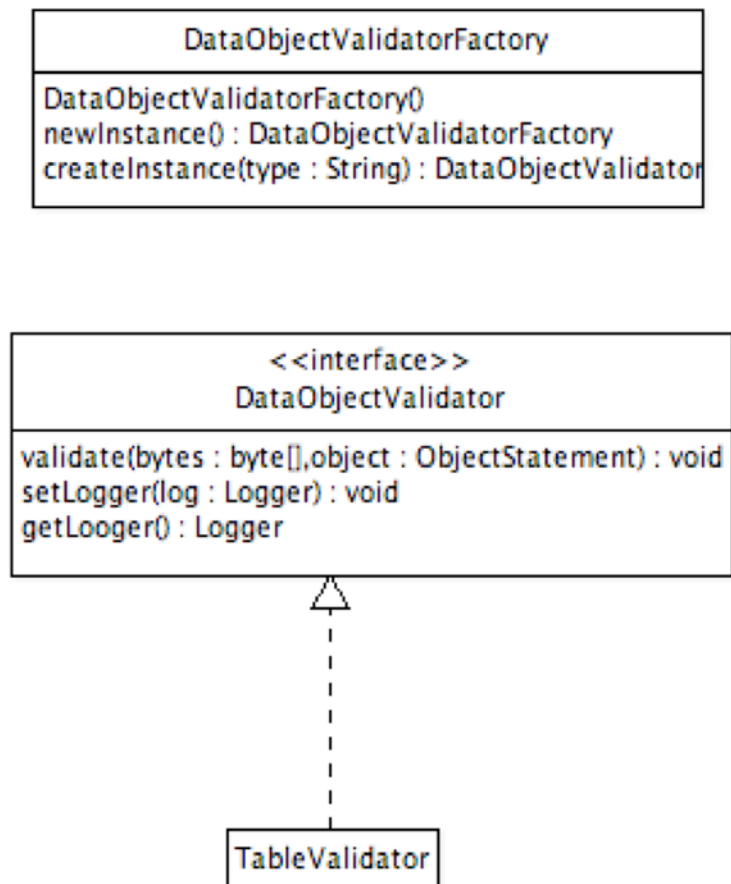 DataObjectValidatorFactory
DataObjectValidatorFactory()
newInstance() : DataObjectValidatorFactory
createInstance(type : String) : DataObjectValidator
<<interface>>
DataObjectValidator
validate(bytes : byte[],object : ObjectStatement) : void
setLogger(log : Logger) : void
getLooger() : Logger
TableValidator